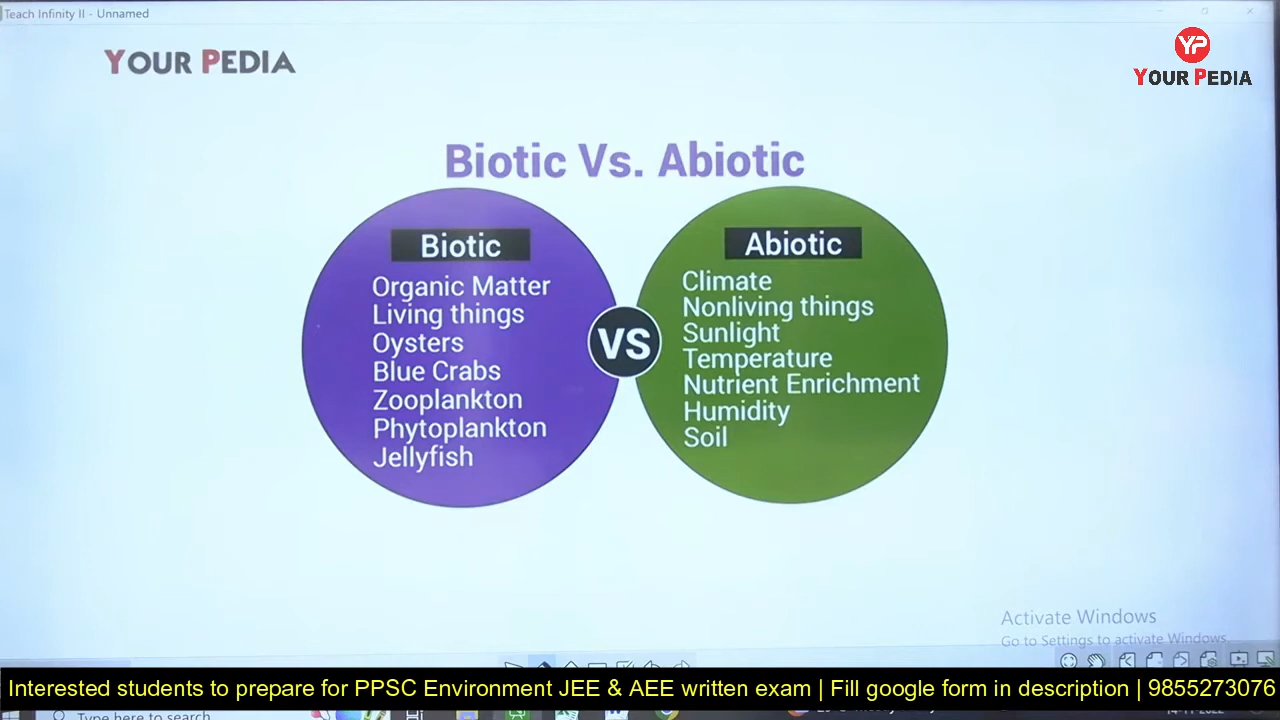 Teach Infinity II - Unnamed
YOUR PEDIA
YP
YOUR PEDIA
Biotic Vs. Abiotic
Biotic
Organic Matter
Living things
Oysters
Blue Crabs
Zooplankton
Phytoplankton
Jellyfish
VS
Abiotic
Climate
Nonliving things
Sunlight
Temperature
Nutrient Enrichment
Humidity
Soil
Activate Windows
Go to Settings to activate Windows.
Interested students to prepare for PPSC Environment JEE & AEE written exam | Fill google form in description | 9855273076
Type here to search